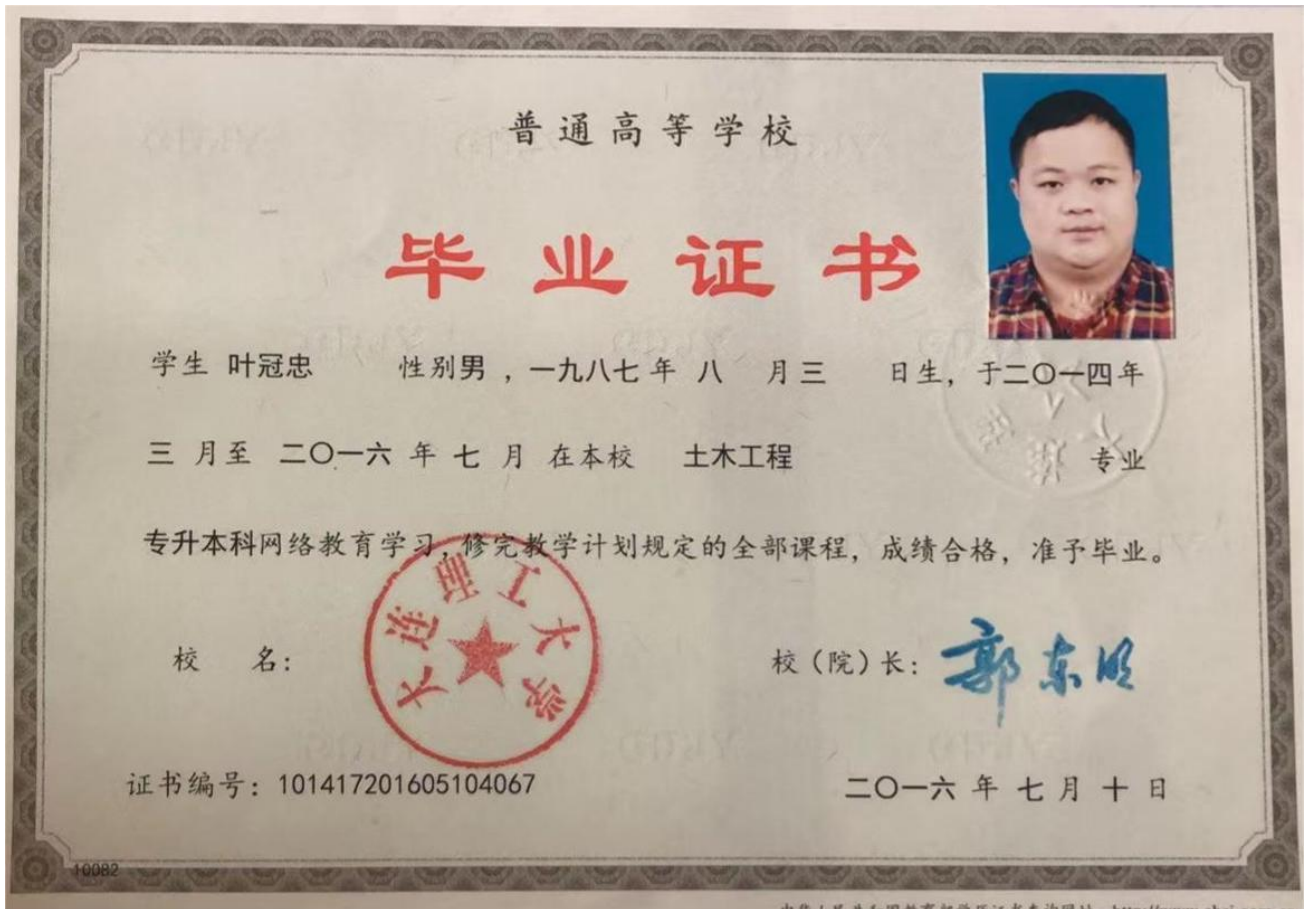 普通高等学校
毕业证书
学生 叶冠忠 性别男 ，一九八七年 八 月三 日生，于二〇一四年
三 月至 二〇一六 年 七 月 在本校 土木工程 专业
专升本科网络教育学习，修完教学计划规定的全部课程，成绩合格，准予毕业。
大连理工大学
校 名：
校（院）长：郭东明
证书编号：101417201605104067
二〇一六 年 七 月 十 日
10082